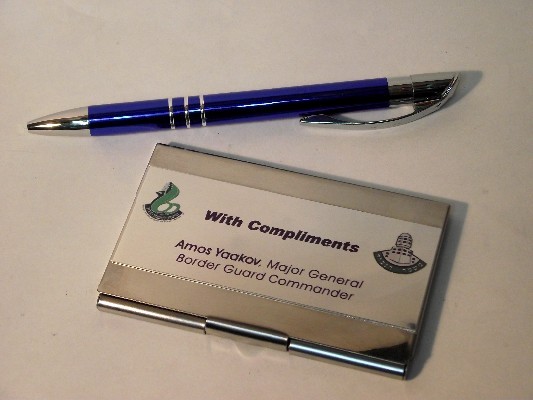 With Compliments
Amos Yaakov, Major General
Border Guard Commander